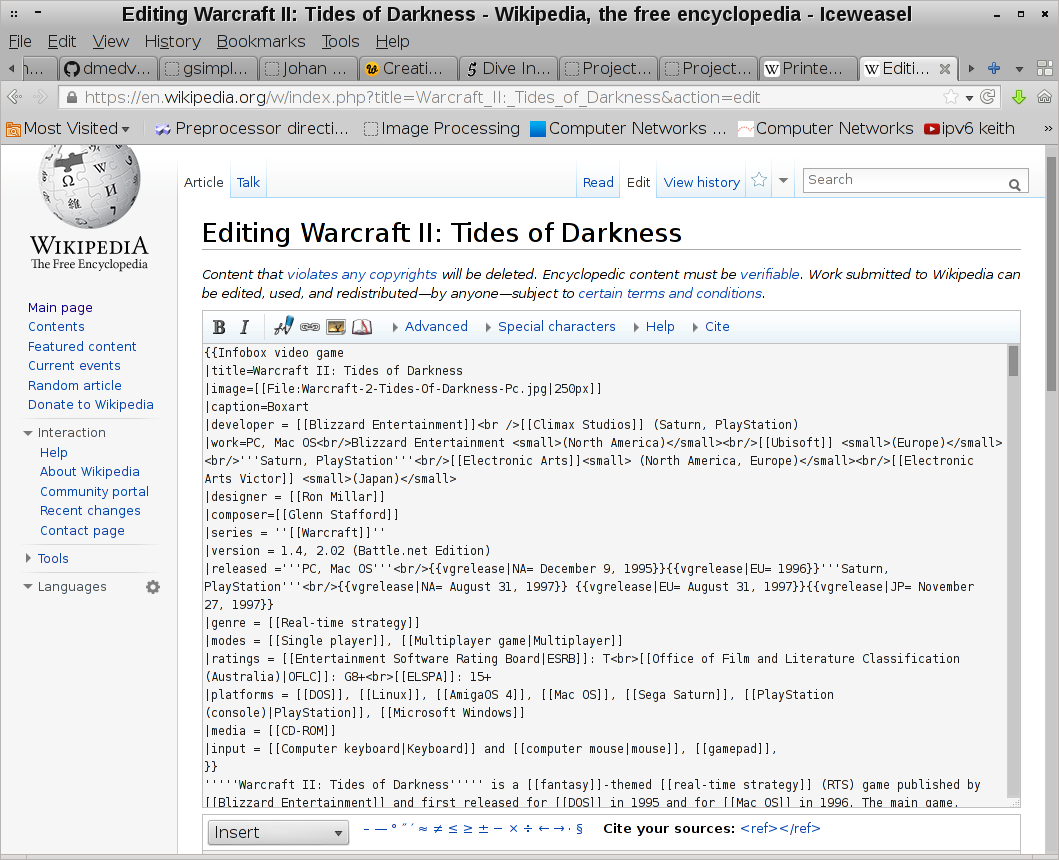 Editing Warcraft II: Tides of Darkness - Wikipedia, the free encyclopedia - Iceweasel
File Edit View History Bookmarks Tools Help
dmedv... gsimpl... Johan ... Creati... Dive In... Project... Project... Printe... Editi...
https://en.wikipedia.org/w/index.php?title=Warcraft_II:_Tides_of_Darkness&action=edit
Most Visited Preprocessor directi... Image Processing Computer Networks ... Computer Networks ipv6 keith »
WIKIPEDIA
The Free Encyclopedia
Article Talk Read Edit View history Search
Editing Warcraft II: Tides of Darkness
Content that violates any copyrights will be deleted. Encyclopedic content must be verifiable. Work submitted to Wikipedia can
be edited, used, and redistributed—by anyone—subject to certain terms and conditions.
Main page
Contents
Featured content
Current events
Random article
Donate to Wikipedia
Interaction
Help
About Wikipedia
Community portal
Recent changes
Contact page
Tools
Languages
B I Advanced Special characters Help Cite
{{Infobox video game
|title=Warcraft II: Tides of Darkness
|image=[[File:Warcraft-2-Tides-Of-Darkness-Pc.jpg|250px]]
|caption=Boxart
|developer = [[Blizzard Entertainment]]<br />[[Climax Studios]] (Saturn, PlayStation)
|work=PC, Mac OS<br/>Blizzard Entertainment <small>(North America)</small><br/>[[Ubisoft]] <small>(Europe)</small>
<br/>'''Saturn, PlayStation'''<br/>[[Electronic Arts]]<small> (North America, Europe)</small><br/>[[Electronic
Arts Victor]] <small>(Japan)</small>
|designer = [[Ron Millar]]
|composer=[[Glenn Stafford]]
|series = ''[[Warcraft]]''
|version = 1.4, 2.02 (Battle.net Edition)
|released ='''PC, Mac OS'''<br/>{{vgrelease|NA= December 9, 1995}}{{vgrelease|EU= 1996}}'''Saturn,
PlayStation'''<br/>{{vgrelease|NA= August 31, 1997}} {{vgrelease|EU= August 31, 1997}}{{vgrelease|JP= November
27, 1997}}
|genre = [[Real-time strategy]]
|modes = [[Single player]], [[Multiplayer game|Multiplayer]]
|ratings = [[Entertainment Software Rating Board|ESRB]]: T<br>[[Office of Film and Literature Classification
(Australia)|OFLC]]: G8+<br>[[ELSPA]]: 15+
|platforms = [[DOS]], [[Linux]], [[AmigaOS 4]], [[Mac OS]], [[Sega Saturn]], [[PlayStation
(console)|PlayStation]], [[Microsoft Windows]]
|media = [[CD-ROM]]
|input = [[Computer keyboard|Keyboard]] and [[computer mouse|mouse]], [[gamepad]],
}}
'''''Warcraft II: Tides of Darkness''''' is a [[fantasy]]-themed [[real-time strategy]] (RTS) game published by
[[Blizzard Entertainment]] and first released for [[DOS]] in 1995 and for [[Mac OS]] in 1996. The main game,
Insert – — ° ″ ′ ≈ ≠ ≤ ≥ ± − × ÷ ← → · § Cite your sources: <ref></ref>